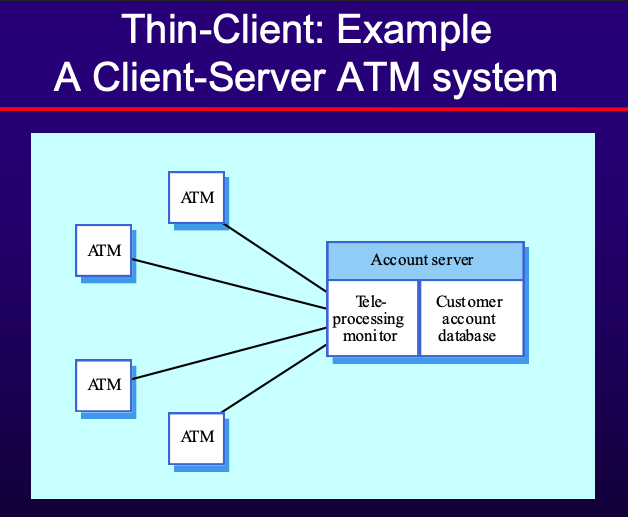 Thin-Client: Example
A Client-Server ATM system
ATM
ATM
ATM
ATM
Account server
Tele-
processing
monitor
Customer
account
database